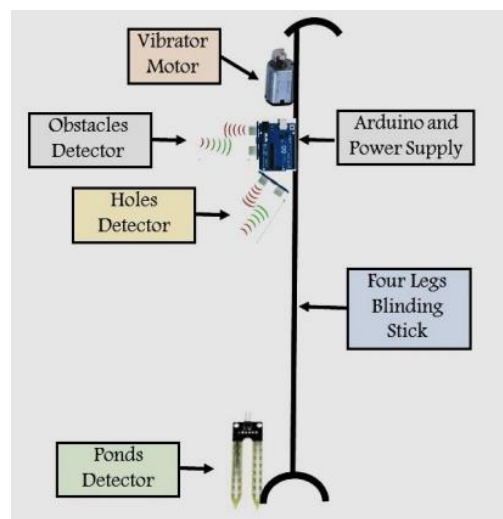 Vibrator
Motor
Obstacles
Detector
Arduino and
Power Supply
Holes
Detector
Four Legs
Blinding
Stick
Ponds
Detector